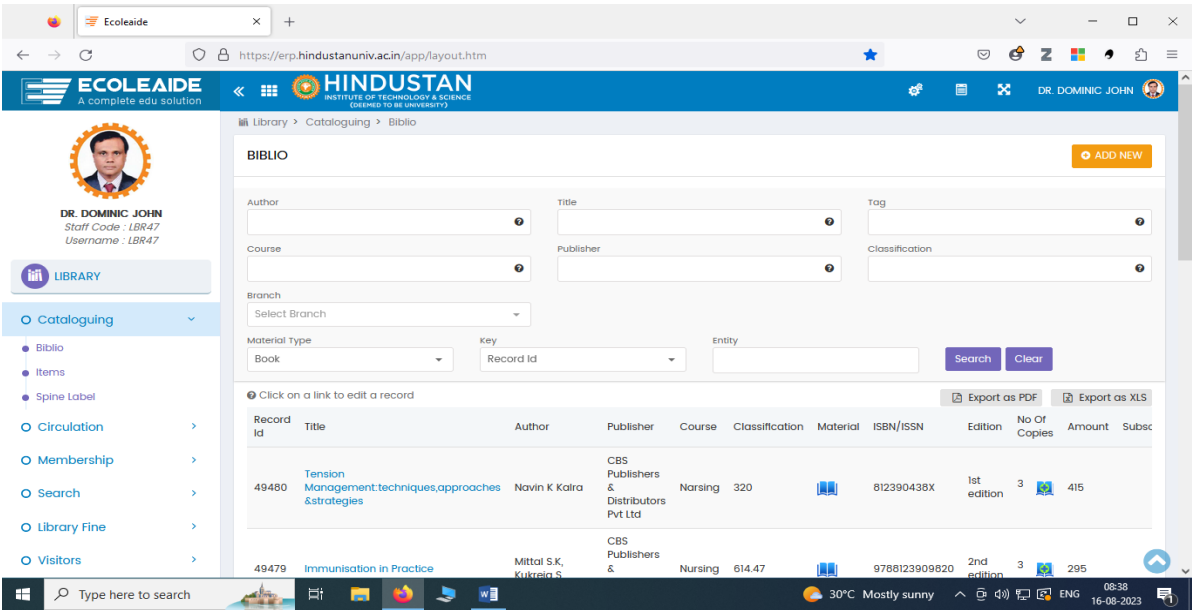 Ecoleaide
https://erp.hindustanuniv.ac.in/app/layout.htm
ECOLEAIDE
A complete edu solution
HINDUSTAN
INSTITUTE OF TECHNOLOGY & SCIENCE
(DEEMED TO BE UNIVERSITY)
DR. DOMINIC JOHN
Library > Cataloguing > Biblio
BIBLIO
ADD NEW
DR. DOMINIC JOHN
Staff Code : LBR47
Username : LBR47
LIBRARY
Cataloguing
Biblio
Items
Spine Label
Circulation
Membership
Search
Library Fine
Visitors
Author Title Tag
Course Publisher Classification
Branch
Select Branch
Material Type Key Entity
Book Record Id Search Clear
Click on a link to edit a record Export as PDF Export as XLS
Record Id Title Author Publisher Course Classification Material ISBN/ISSN Edition No Of Copies Amount Subsc
49480 Tension Management:techniques,approaches &strategies Navin K Kalra CBS Publishers & Distributors Pvt Ltd Narsing 320 812390438X 1st edition 3 415
49479 Immunisation in Practice Mittal S.K, Kukreja S CBS Publishers & Nursing 614.47 9788123909820 2nd edition 3 295
Type here to search
30°C Mostly sunny
ENG
08:38
16-08-2023